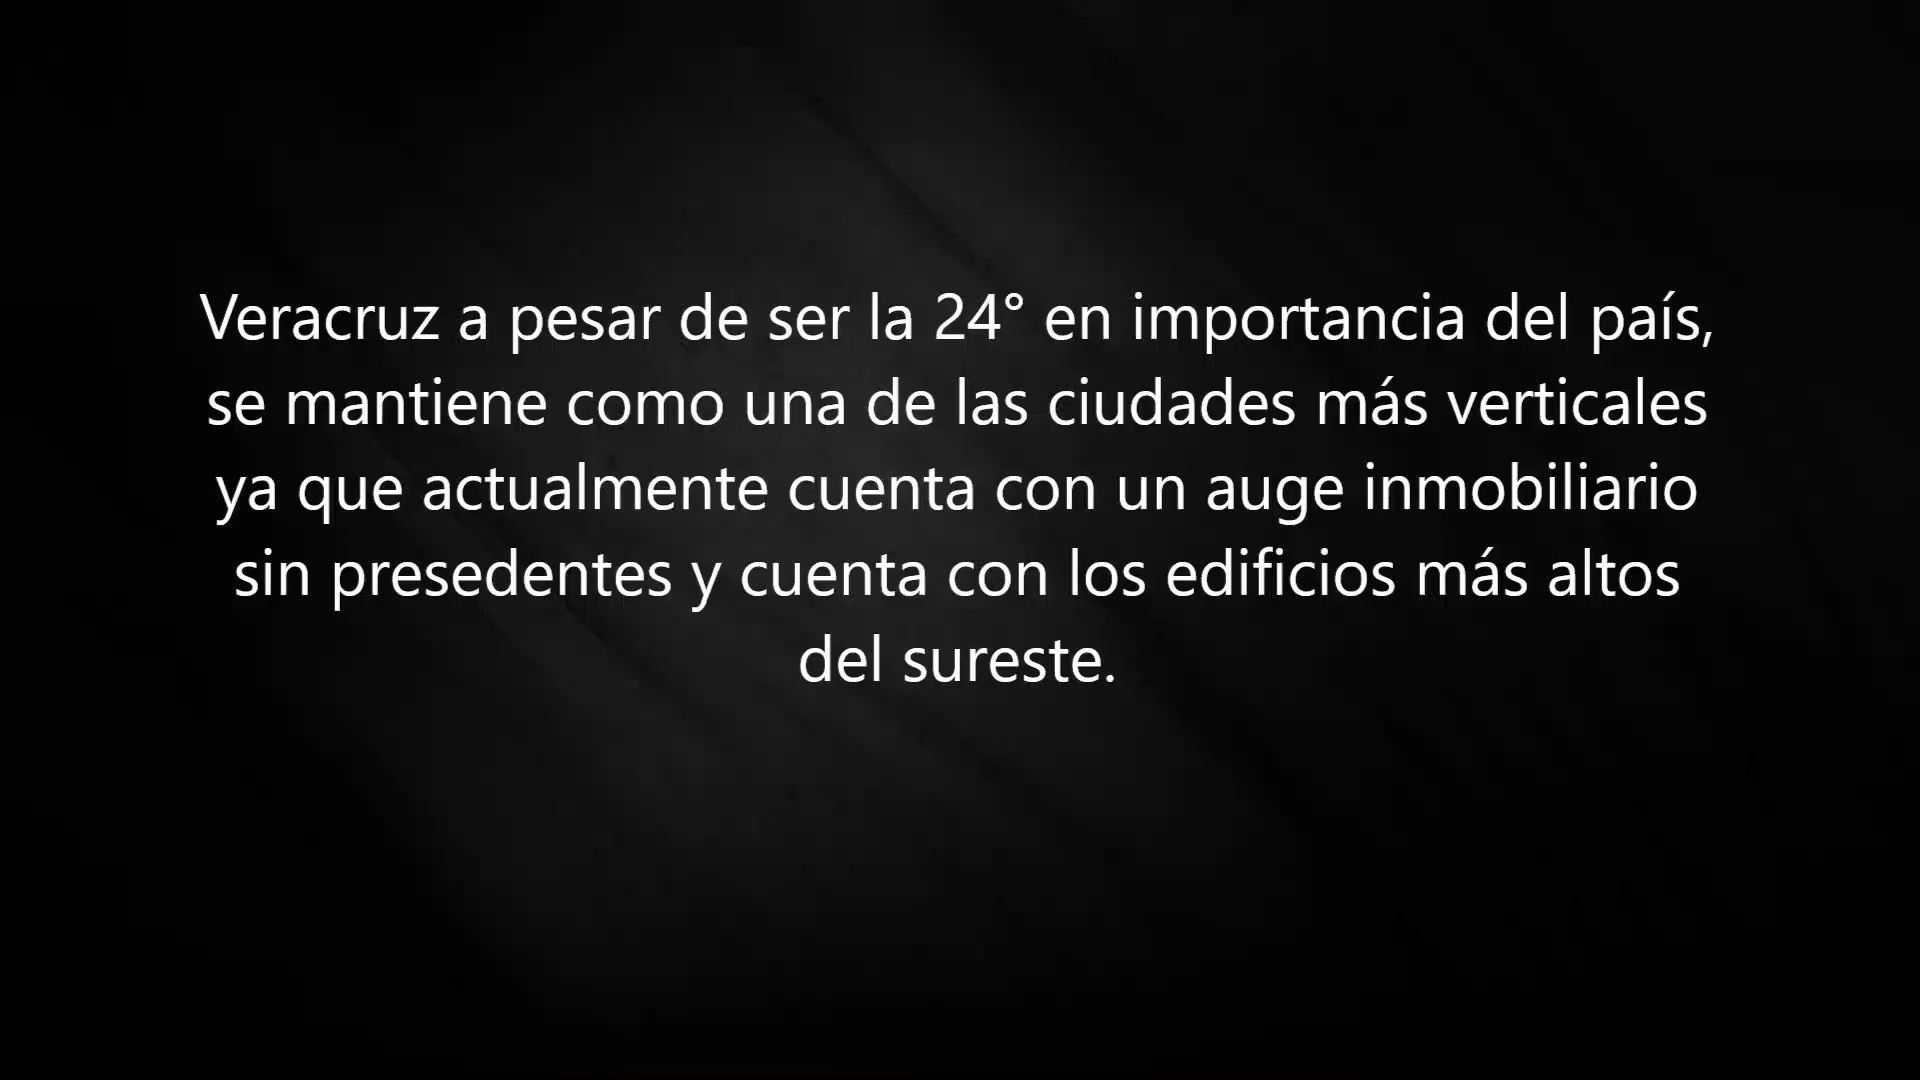 Veracruz a pesar de ser la 24° en importancia del país,
se mantiene como una de las ciudades más verticales
ya que actualmente cuenta con un auge inmobiliario
sin presedentes y cuenta con los edificios más altos
del sureste.